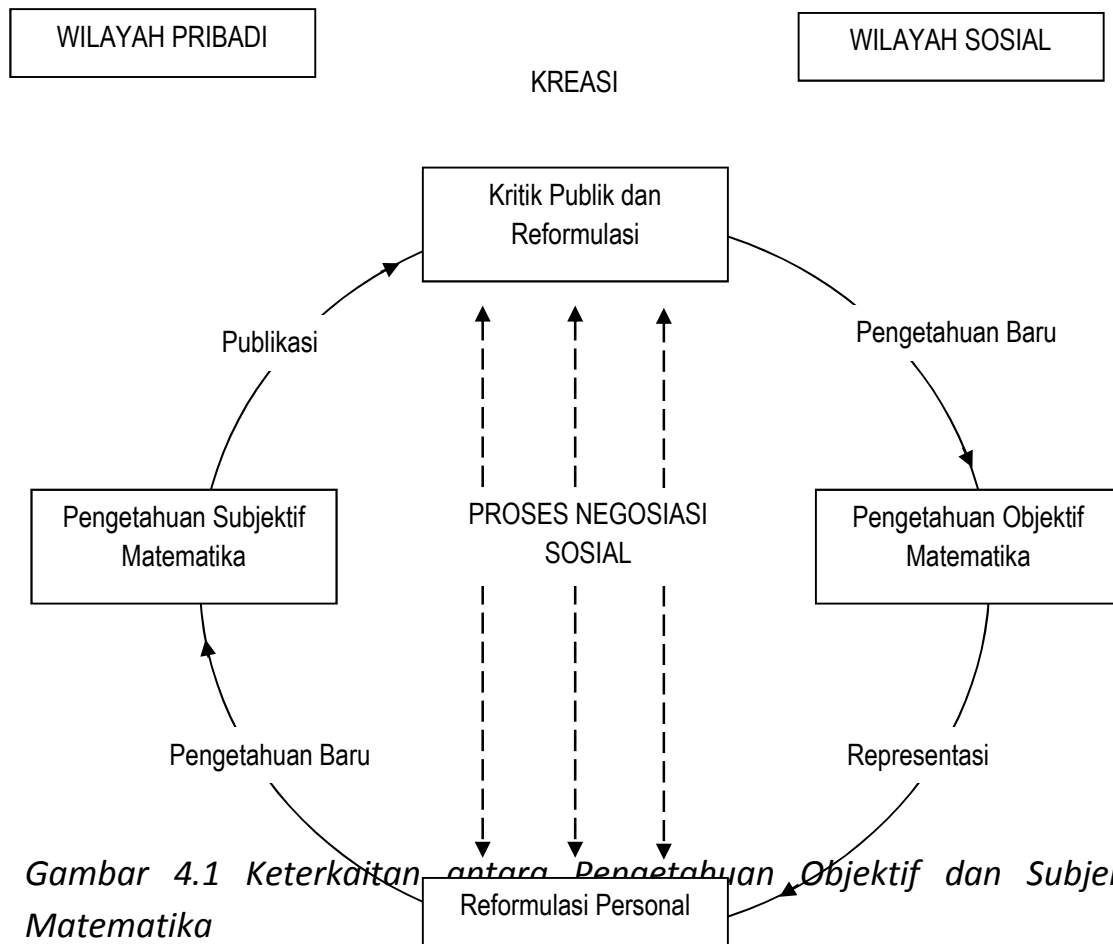 WILAYAH PRIBADI
WILAYAH SOSIAL
KREASI
Kritik Publik dan
Reformulasi
Publikasi
Pengetahuan Baru
Pengetahuan Subjektif
Matematika
PROSES NEGOSIASI
SOSIAL
Pengetahuan Objektif
Matematika
Pengetahuan Baru
Representasi
Gambar 4.1 Keterkaitan antara Pengetahuan Objektif dan Subje
Matematika
Reformulasi Personal